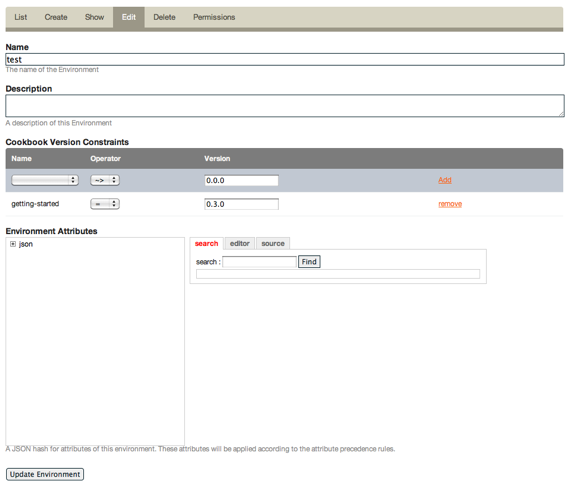 List Create Show Edit Delete Permissions
Name
test
The name of the Environment
Description
A description of this Environment
Cookbook Version Constraints
Name Operator Version
~> 0.0.0 Add
getting-started = 0.3.0 remove
Environment Attributes
json
search editor source
search : Find
A JSON hash for attributes of this environment. These attributes will be applied according to the attribute precedence rules.
Update Environment